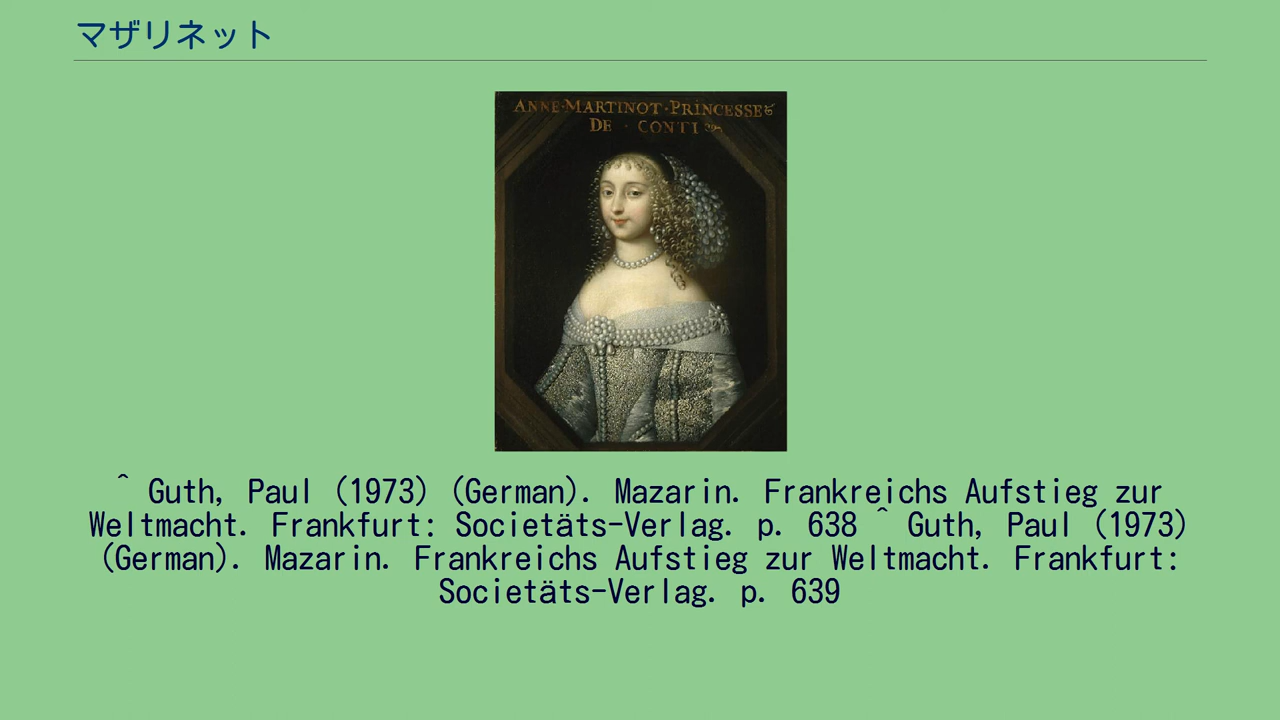 マザリネット
ANNE·MARTINOT·PRINCESSE
DE · CONTI
^ Guth, Paul (1973) (German). Mazarin. Frankreichs Aufstieg zur
Weltmacht. Frankfurt: Societäts-Verlag. p. 638 ^ Guth, Paul (1973)
(German). Mazarin. Frankreichs Aufstieg zur Weltmacht. Frankfurt:
Societäts-Verlag. p. 639